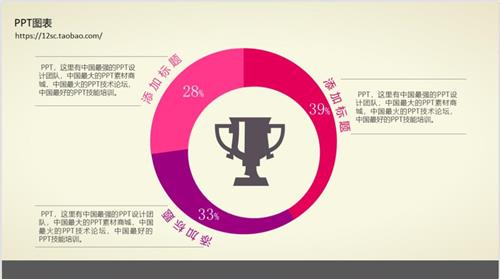 PPT图表
https://12sc.taobao.com/
PPT，这里有中国最强的PPT设
计团队，中国最大的PPT素材商
城，中国最火的PPT技术论坛，
中国最好的PPT技能培训。
添加标题
28%
39%
添加标题
PPT，这里有中国最强的PPT设计
团队，中国最大的PPT素材商城，
中国最火的PPT技术论坛，中国
最好的PPT技能培训。
PPT，这里有中国最强的PPT设计团
队，中国最大的PPT素材商城，中国
最火的PPT技术论坛，中国最好的
PPT技能培训。
33%
添加标题